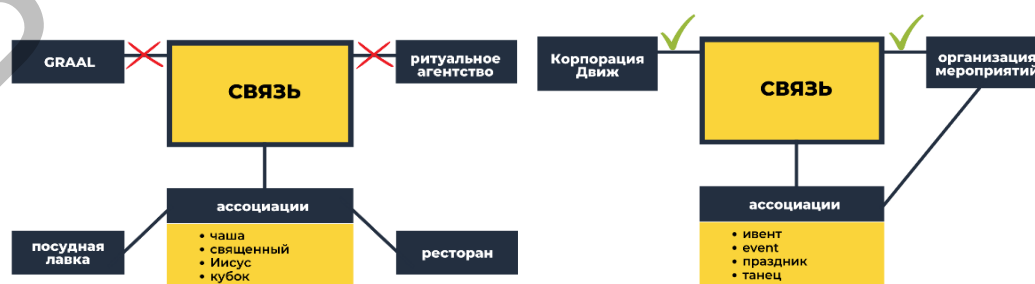 GRAAL
СВЯЗЬ
ритуальное
агентство
ассоциации
• чаша
• священный
• Иисус
• кубок
посудная
лавка
ресторан
Корпорация
Движ
СВЯЗЬ
организация
мероприятий
ассоциации
• ивент
• event
• праздник
• танец